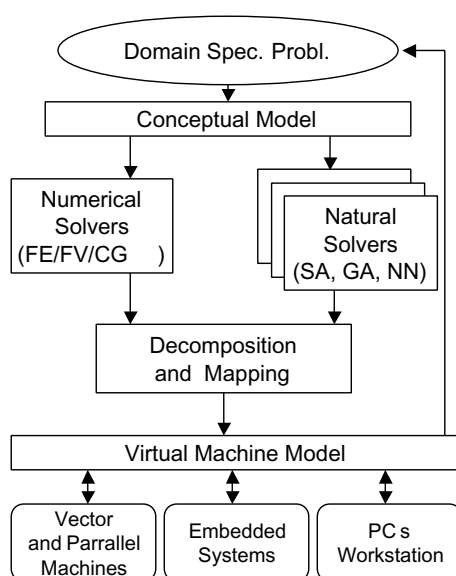 Domain Spec. Probl.
Conceptual Model
Numerical
Solvers
(FE/FV/CG )
Natural
Solvers
(SA, GA, NN)
Decomposition
and Mapping
Virtual Machine Model
Vector
and Parrallel
Machines
Embedded
Systems
PCs
Workstation